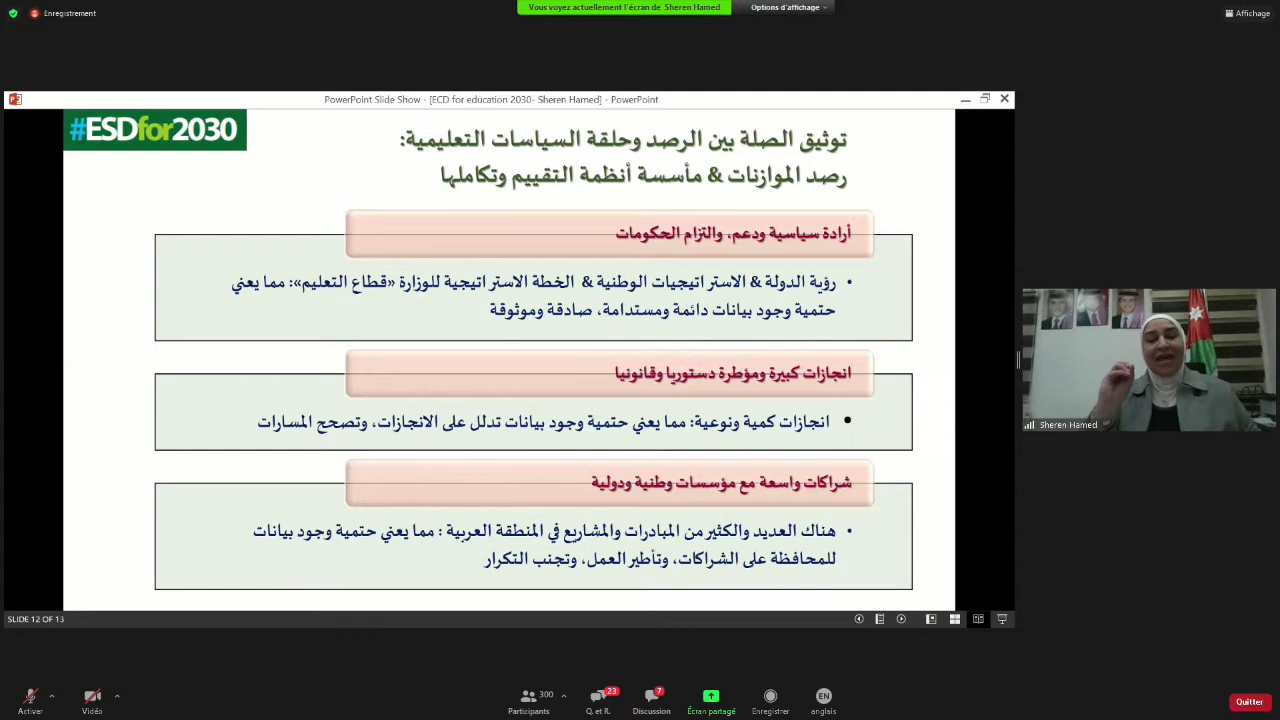 Enregistrement
Vous voyez actuellement l'écran de Sheren Hamed
Options d'affichage
Affichage
PowerPoint Slide Show - [ECD for education 2030- Sheren Hamed] - PowerPoint
#ESDfor2030
توثيق الصلة بين الرصد وحلقة السياسات التعليمية:
رصد الموازنات & مأسسة أنظمة التقييم وتكاملها
أرادة سياسية ودعم، والتزام الحكومات
• رؤية الدولة & الاستراتيجيات الوطنية & الخطة الاستراتيجية للوزارة «قطاع التعليم»: مما يعني
حتمية وجود بيانات دائمة ومستدامة، صادقة وموثوقة
انجازات كبيرة ومؤطرة دستوريا وقانونيا
• انجازات كمية ونوعية: مما يعني حتمية وجود بيانات تدلل على الانجازات، وتصحح المسارات
شراكات واسعة مع مؤسسات وطنية ودولية
• هناك العديد والكثير من المبادرات والمشاريع في المنطقة العربية : مما يعني حتمية وجود بيانات
للمحافظة على الشراكات، وتأطير العمل، وتجنب التكرار
Sheren Hamed
SLIDE 12 OF 13
Activer
Vidéo
300
Participants
23
Q. et R.
7
Discussion
Écran partagé
Enregistrer
EN
anglais
Quitter